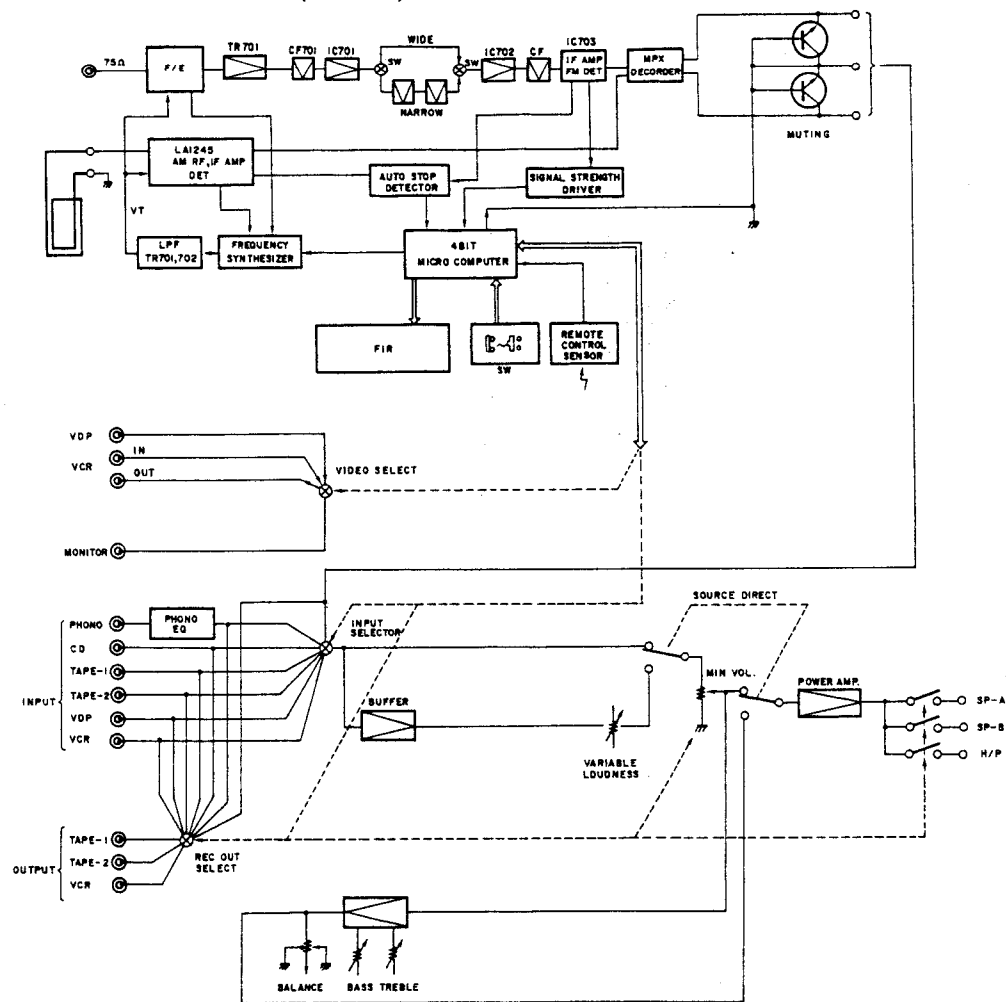 75Ω
F/E
TR701
CF701
IC701
SW
WIDE
NARROW
SW
IC702
CF
IC703
IF AMP
FM DET
MPX
DECORDER
MUTING
LA1245
AM RF,IF AMP
DET
AUTO STOP
DETECTOR
SIGNAL STRENGTH
DRIVER
VT
LPF
TR701,702
FREQUENCY
SYNTHESIZER
4BIT
MICRO COMPUTER
FIR
SW
REMOTE
CONTROL
SENSOR
VDP
VCR
IN
OUT
VIDEO SELECT
MONITOR
SOURCE DIRECT
INPUT
PHONO
PHONO
EQ
CD
TAPE-1
TAPE-2
VDP
VCR
INPUT
SELECTOR
BUFFER
VARIABLE
LOUDNESS
MIN VOL.
POWER AMP.
SP-A
SP-B
H/P
OUTPUT
TAPE-1
TAPE-2
VCR
REC OUT
SELECT
BALANCE
BASS TREBLE